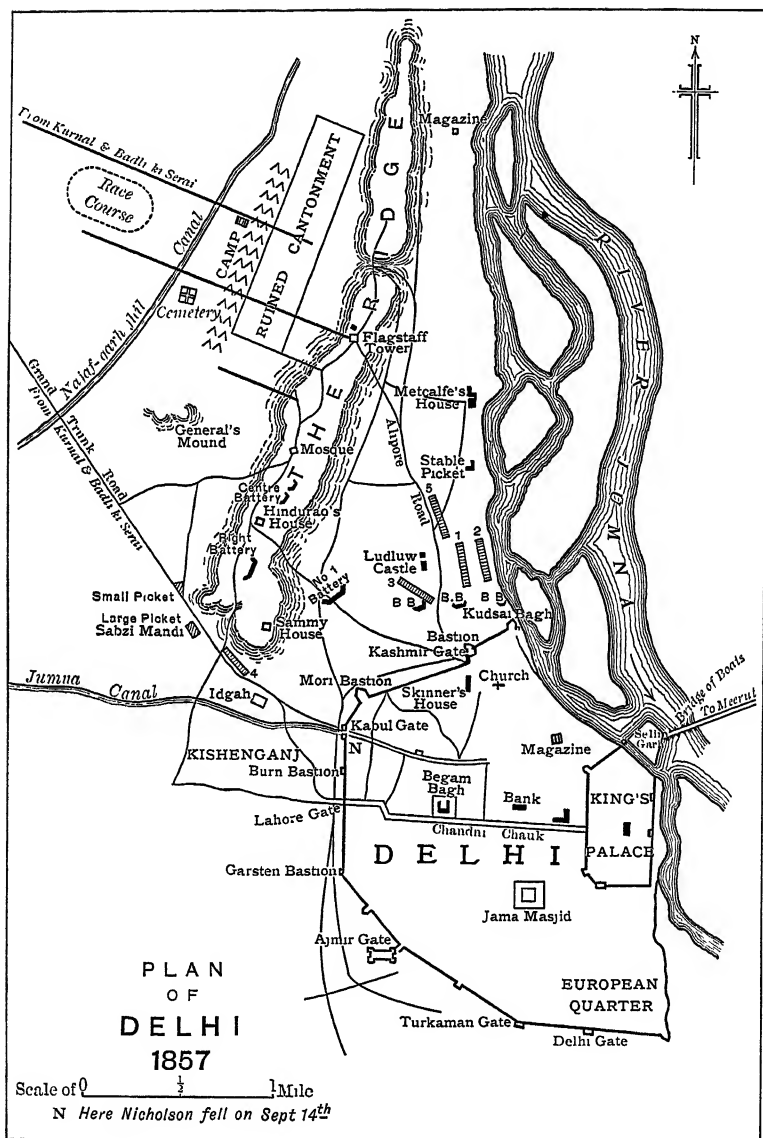 N
From Kurnal & Badli ki Serai
Race
Course
Magazine
Canal
CAMP
RUINED CANTONMENT
Cemetery
Najaf-garh Jhil
RIVER JUMNA
THE RIDGE
Flagstaff
Tower
Metcalfe's
House
Grand Trunk Road
From Kurnal & Badli ki Serai
General's
Mound
Mosque
Alipore
Road
Stable
Picket
Centre
Battery
Hindurao's
House
5
1
2
Right
Battery
Ludluw
Castle
3
No 1
Battery
Small Picket
B B
B.B
B B
Kudsai Bagh
Large Picket
Sabzi Mandi
Sammy
House
Bastion
Kashmir Gate
4
Mori Bastion
Church
Skinner's
House
Jumna Canal
Idgah
Bridge of Boats
To Meerut
Kabul Gate
N
Selim
Gar
KISHENGANJ
Magazine
Burn Bastion
Begam
Bagh
Bank
KING'S
PALACE
Lahore Gate
Chandni Chauk
DELHI
Garsten Bastion
Jama Masjid
Ajmir Gate
EUROPEAN
QUARTER
Turkaman Gate
Delhi Gate
PLAN
OF
DELHI
1857
Scale of 0 ½ 1 Mile
N Here Nicholson fell on Sept 14th